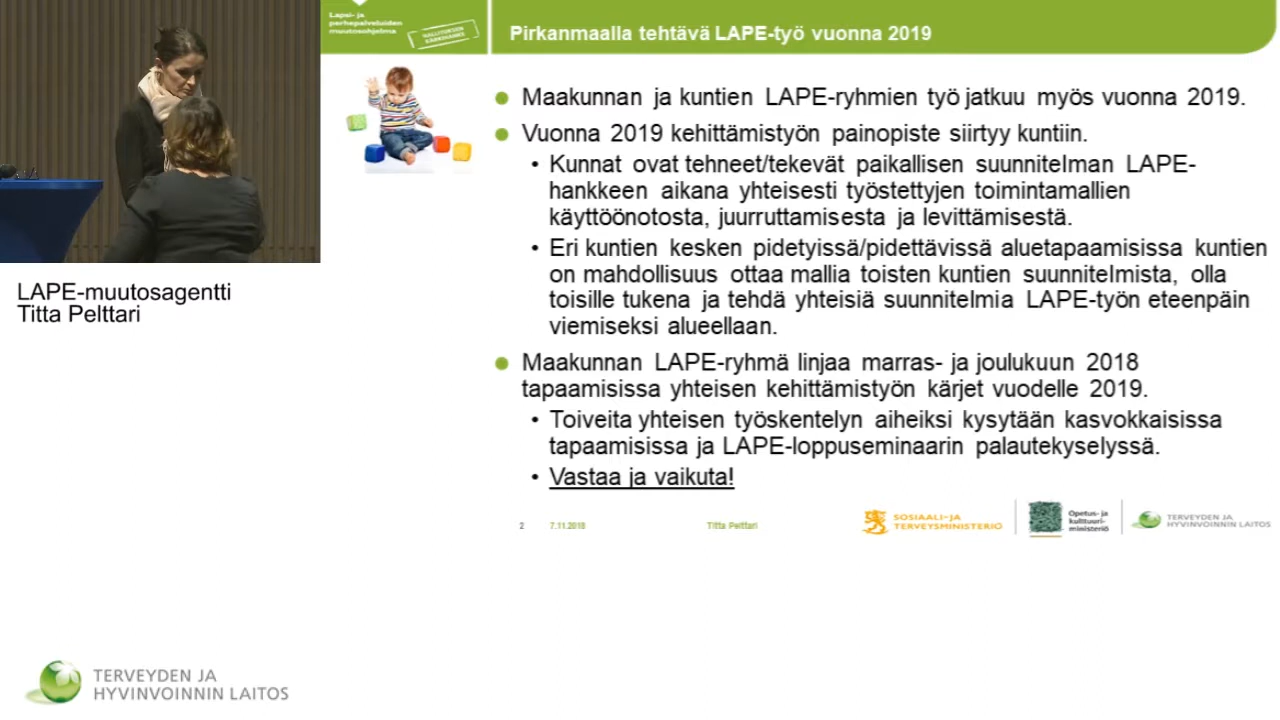 Lapsi- ja
perhepalveluiden
muutosohjelma
HALLITUKSEN
KÄRKIHANKE
Pirkanmaalla tehtävä LAPE-työ vuonna 2019
Maakunnan ja kuntien LAPE-ryhmien työ jatkuu myös vuonna 2019.
Vuonna 2019 kehittämistyön painopiste siirtyy kuntiin.
• Kunnat ovat tehneet/tekevät paikallisen suunnitelman LAPE-
hankkeen aikana yhteisesti työstettyjen toimintamallien
käyttöönotosta, juurruttamisesta ja levittämisestä.
• Eri kuntien kesken pidetyissä/pidettävissä aluetapaamisissa kuntien
on mahdollisuus ottaa mallia toisten kuntien suunnitelmista, olla
toisille tukena ja tehdä yhteisiä suunnitelmia LAPE-työn eteenpäin
viemiseksi alueellaan.
Maakunnan LAPE-ryhmä linjaa marras- ja joulukuun 2018
tapaamisissa yhteisen kehittämistyön kärjet vuodelle 2019.
• Toiveita yhteisen työskentelyn aiheiksi kysytään kasvokkaisissa
tapaamisissa ja LAPE-loppuseminaarin palautekyselyssä.
• Vastaa ja vaikuta!
2 7.11.2018 Titta Pelttari
SOSIAALI- JA
TERVEYSMINISTERIÖ
Opetus- ja
kulttuuri-
ministeriö
TERVEYDEN JA
HYVINVOINNIN LAITOS
LAPE-muutosagentti
Titta Pelttari
TERVEYDEN JA
HYVINVOINNIN LAITOS